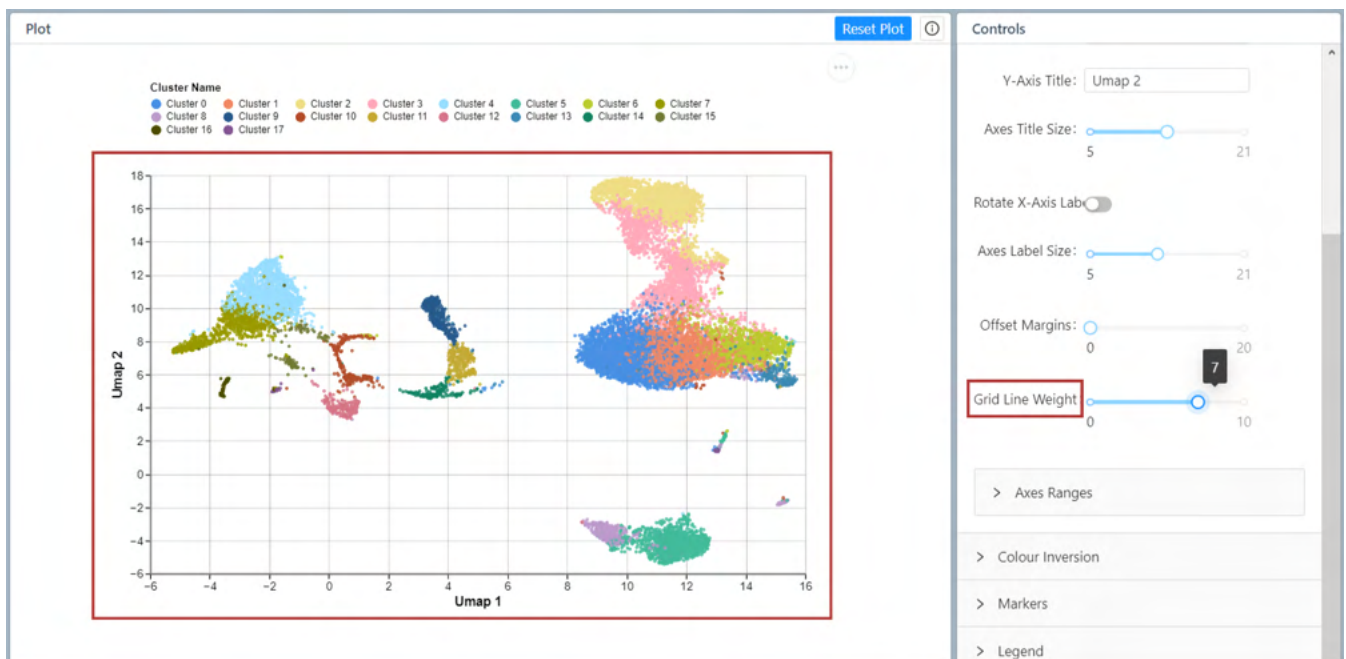 Plot
Reset Plot
Cluster Name
Cluster 0 Cluster 1 Cluster 2 Cluster 3 Cluster 4 Cluster 5 Cluster 6 Cluster 7
Cluster 8 Cluster 9 Cluster 10 Cluster 11 Cluster 12 Cluster 13 Cluster 14 Cluster 15
Cluster 16 Cluster 17
18
16
14
12
10
8
6
4
2
0
−2
−4
−6
Umap 2
−6 −4 −2 0 2 4 6 8 10 12 14 16
Umap 1
Controls
Y-Axis Title: Umap 2
Axes Title Size:
5 21
Rotate X-Axis Lab
Axes Label Size:
5 21
Offset Margins:
0 20
7
Grid Line Weight
0 10
Axes Ranges
Colour Inversion
Markers
Legend